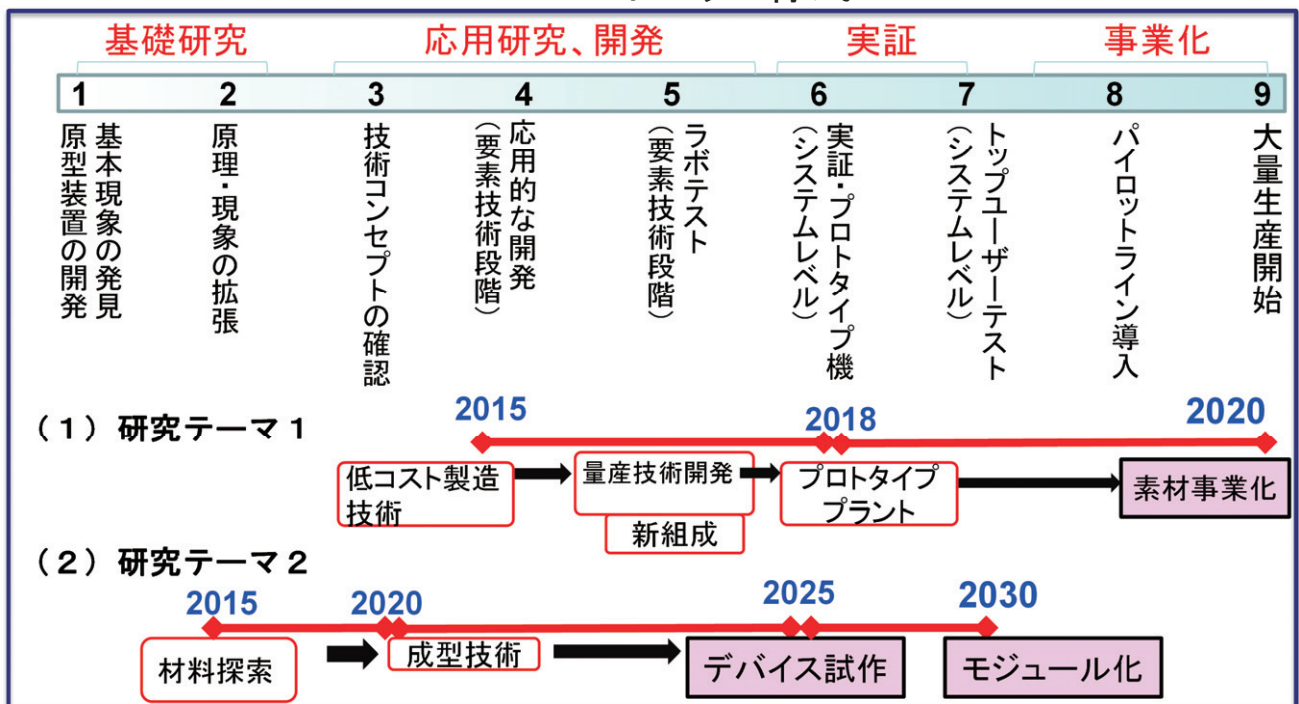 基礎研究
応用研究、開発
実証
事業化
1
2
3
4
5
6
7
8
9
基本現象の発見
原型装置の開発
原理・現象の拡張
技術コンセプトの確認
応用的な開発
(要素技術段階)
ラボテスト
(要素技術段階)
実証・プロトタイプ機
(システムレベル)
トップユーザーテスト
(システムレベル)
パイロットライン導入
大量生産開始
(1)研究テーマ1
2015
2018
2020
低コスト製造
技術
量産技術開発
新組成
プロトタイプ
プラント
素材事業化
(2)研究テーマ2
2015
2020
2025
2030
材料探索
成型技術
デバイス試作
モジュール化